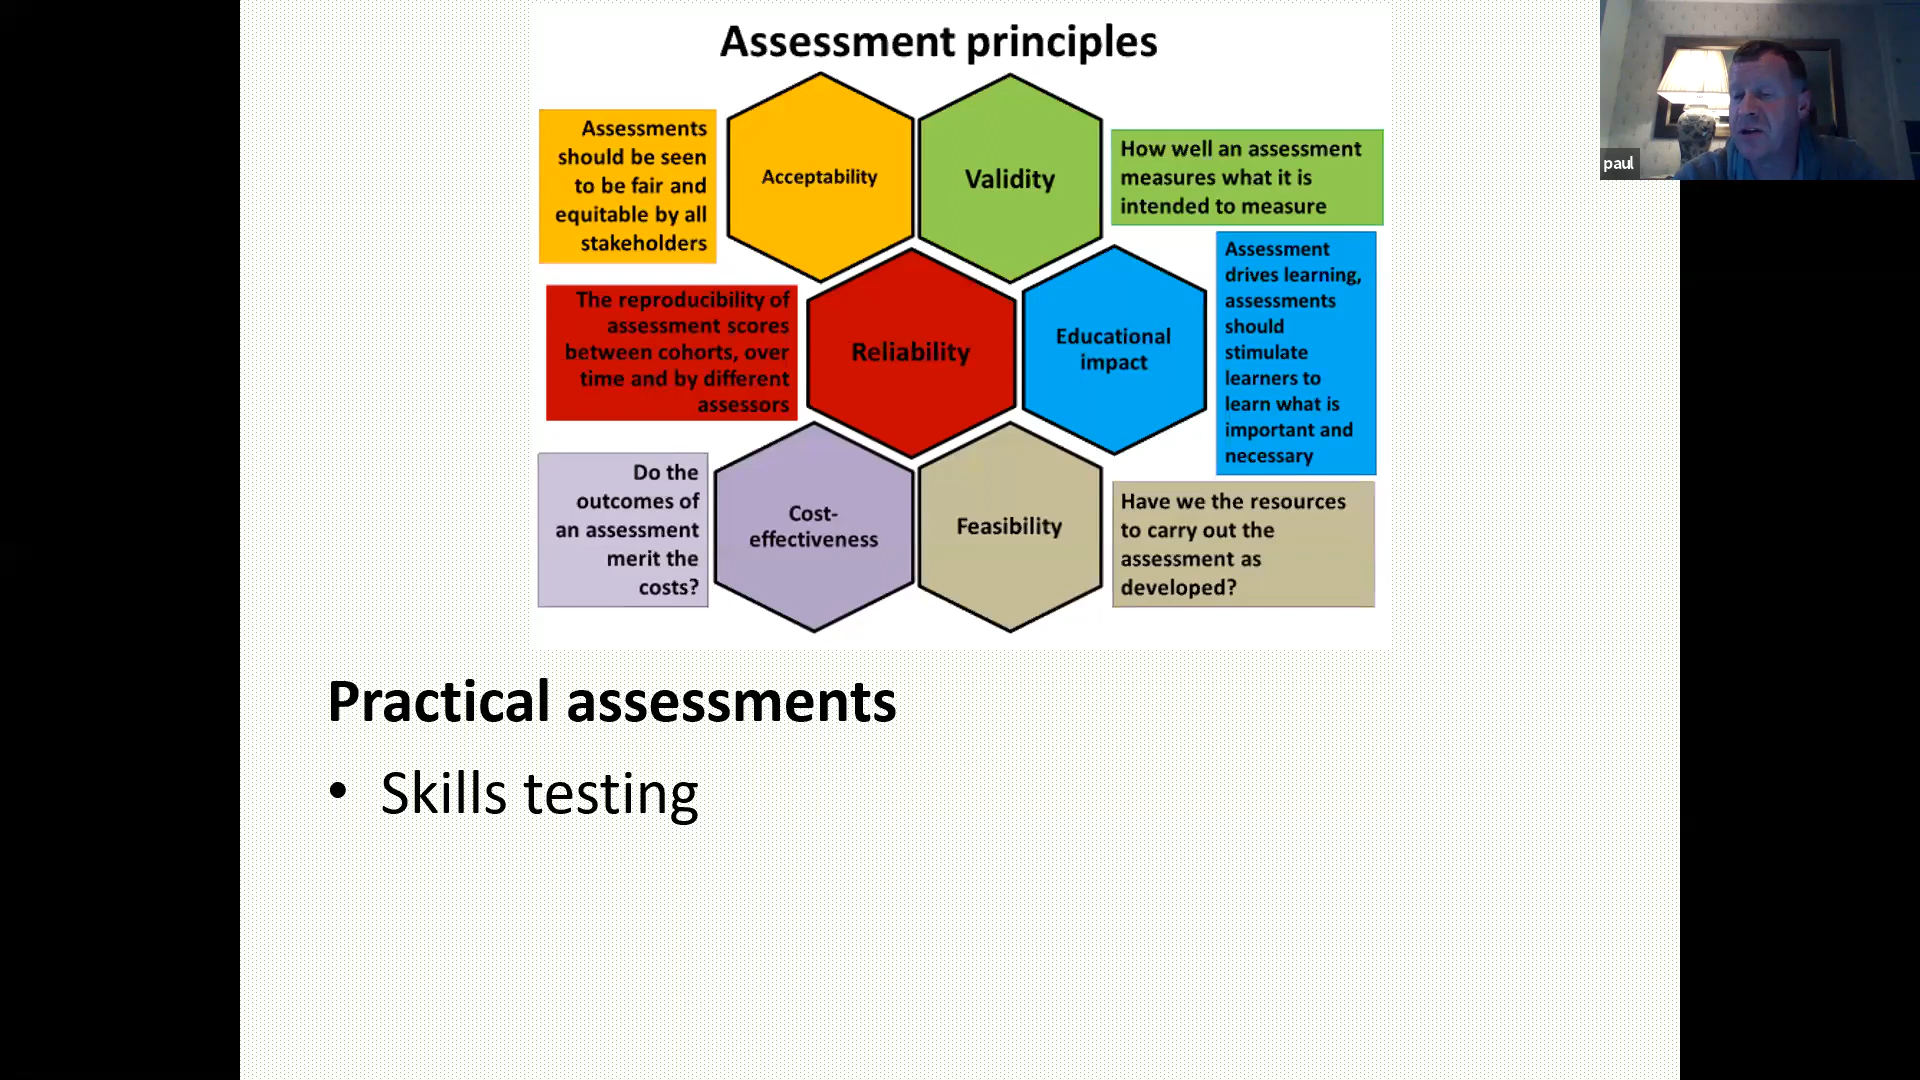 Assessment principles
Assessments
should be seen
to be fair and
equitable by all
stakeholders
Acceptability
Validity
How well an assessment
measures what it is
intended to measure
The reproducibility of
assessment scores
between cohorts, over
time and by different
assessors
Reliability
Educational
impact
Assessment
drives learning,
assessments
should
stimulate
learners to
learn what is
important and
necessary
Do the
outcomes of
an assessment
merit the
costs?
Cost-
effectiveness
Feasibility
Have we the resources
to carry out the
assessment as
developed?
Practical assessments
• Skills testing
paul